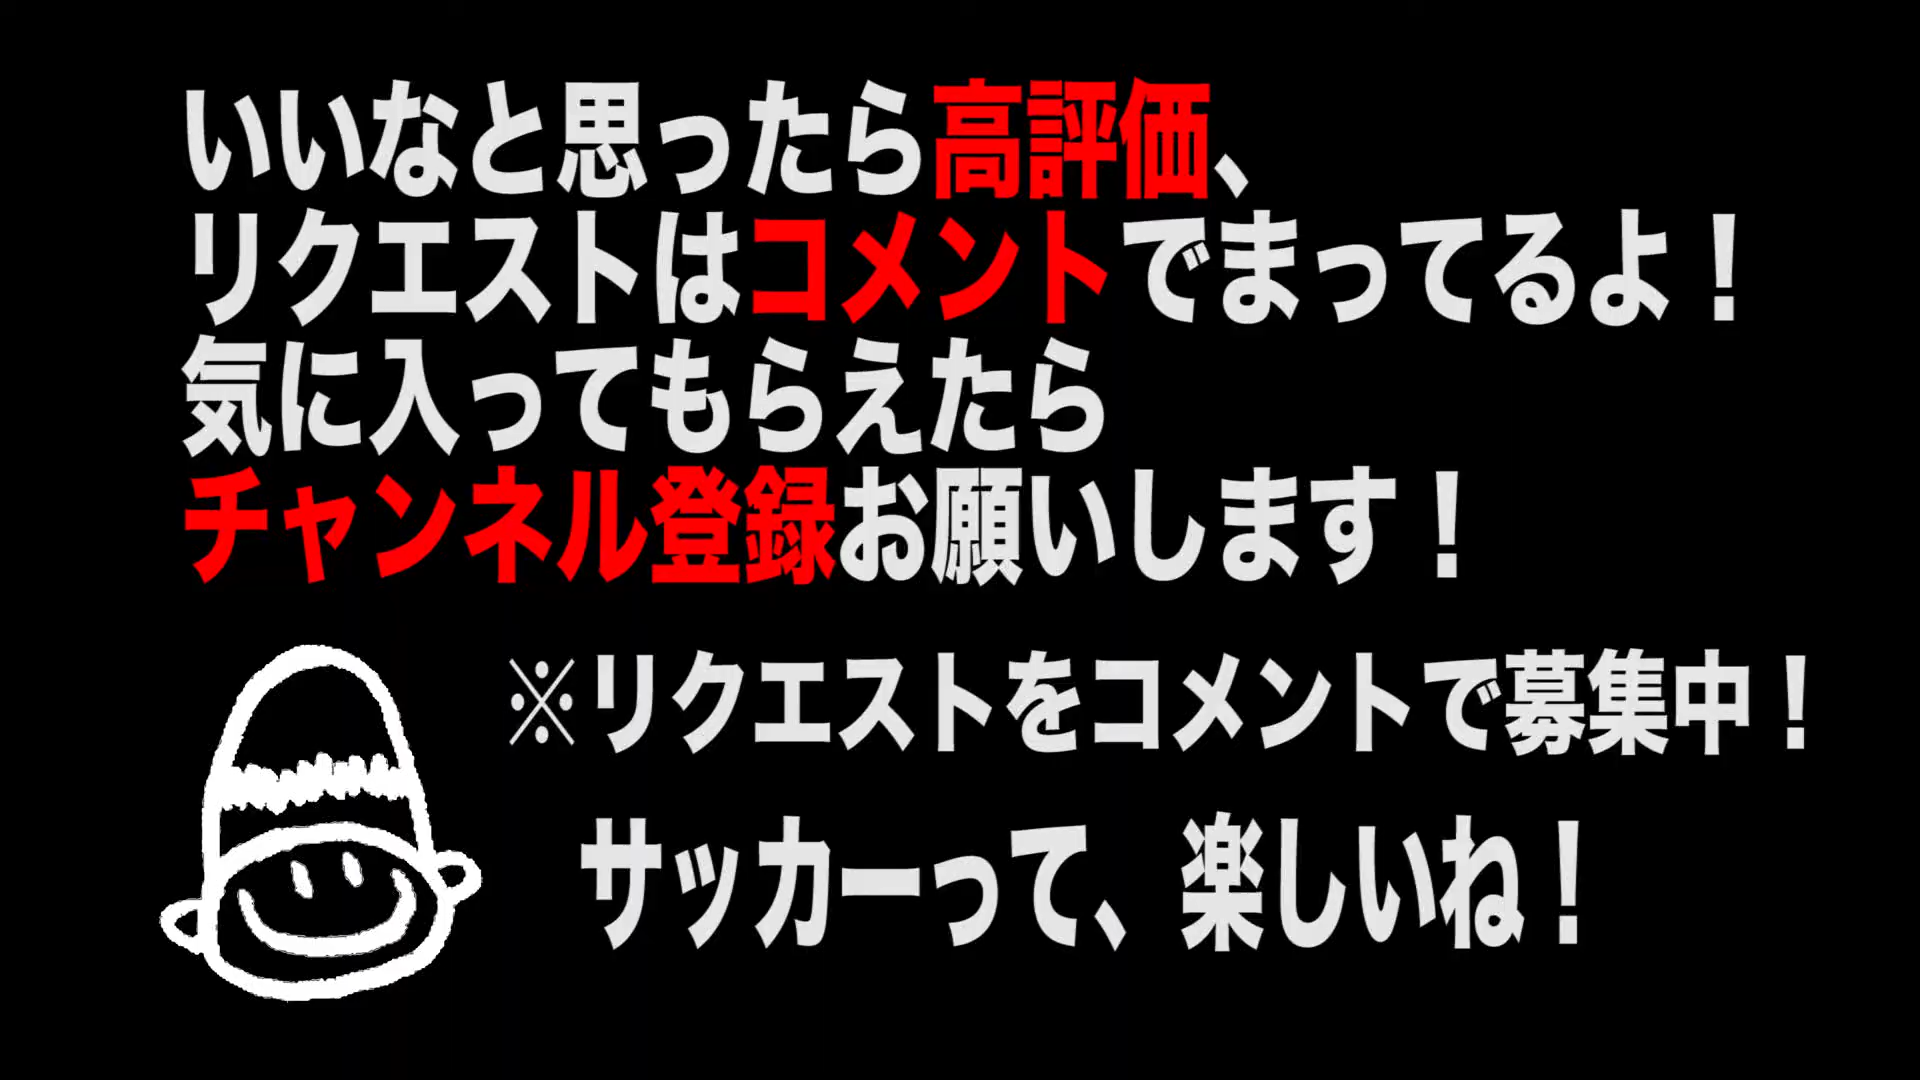 いいなと思ったら高評価、
リクエストはコメントでまってるよ！
気に入ってもらえたら
チャンネル登録お願いします！
※リクエストをコメントで募集中！
サッカーって、楽しいね！